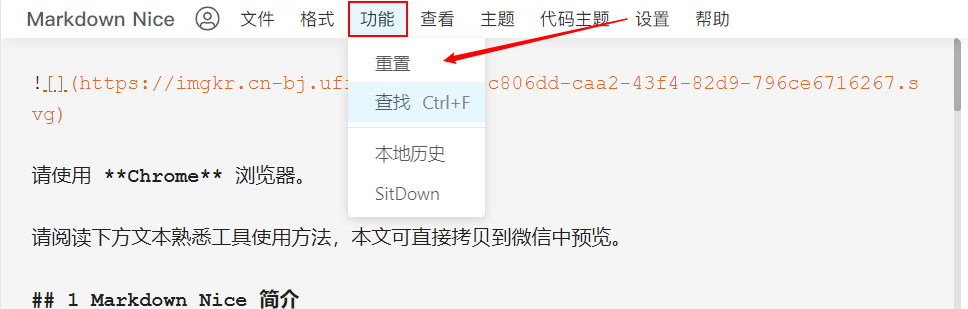 Markdown Nice 文件 格式 功能 查看 主题 代码主题 设置 帮助
重置
![](https://imgkr.cn-bj.ufi c806dd-caa2-43f4-82d9-796ce6716267.s
查找 Ctrl+F
vg)
本地历史
请使用 **Chrome** 浏览器。
SitDown
请阅读下方文本熟悉工具使用方法，本文可直接拷贝到微信中预览。
## 1 Markdown Nice 简介